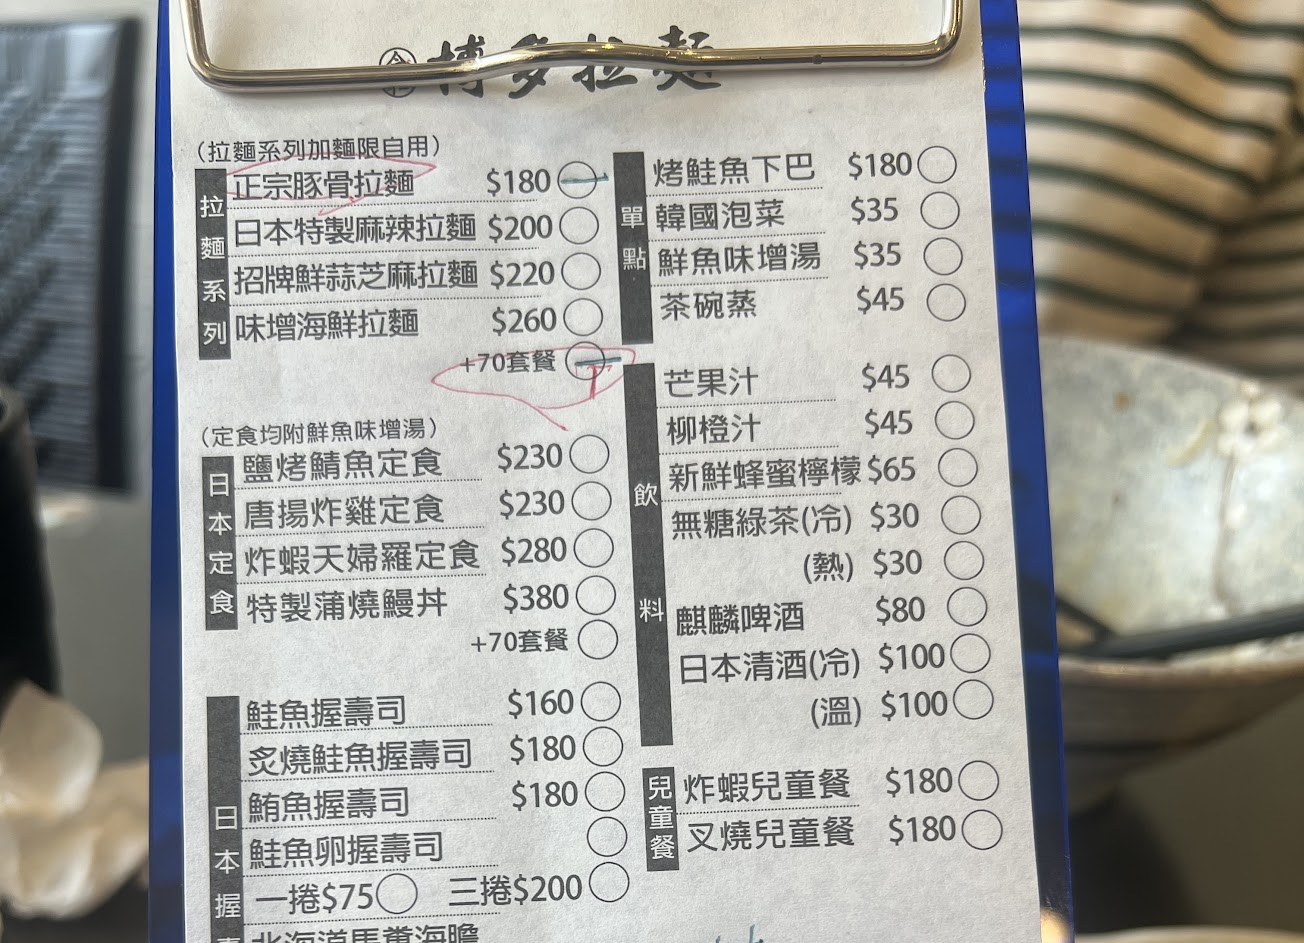 博多拉麵
(拉麵系列加麵限自用)
拉麵系列
正宗豚骨拉麵 $180
日本特製麻辣拉麵 $200
招牌鮮蒜芝麻拉麵 $220
味增海鮮拉麵 $260
+70套餐
(定食均附鮮魚味增湯)
日本定食
鹽烤鯖魚定食 $230
唐揚炸雞定食 $230
炸蝦天婦羅定食 $280
特製蒲燒鰻丼 $380
+70套餐
日本握
鮭魚握壽司 $160
炙燒鮭魚握壽司 $180
鮪魚握壽司 $180
鮭魚卵握壽司
一捲$75 三捲$200
北海道馬糞海膽
單點
烤鮭魚下巴 $180
韓國泡菜 $35
鮮魚味增湯 $35
茶碗蒸 $45
飲料
芒果汁 $45
柳橙汁 $45
新鮮蜂蜜檸檬 $65
無糖綠茶(冷) $30
(熱) $30
麒麟啤酒 $80
日本清酒(冷) $100
(溫) $100
兒童餐
炸蝦兒童餐 $180
叉燒兒童餐 $180